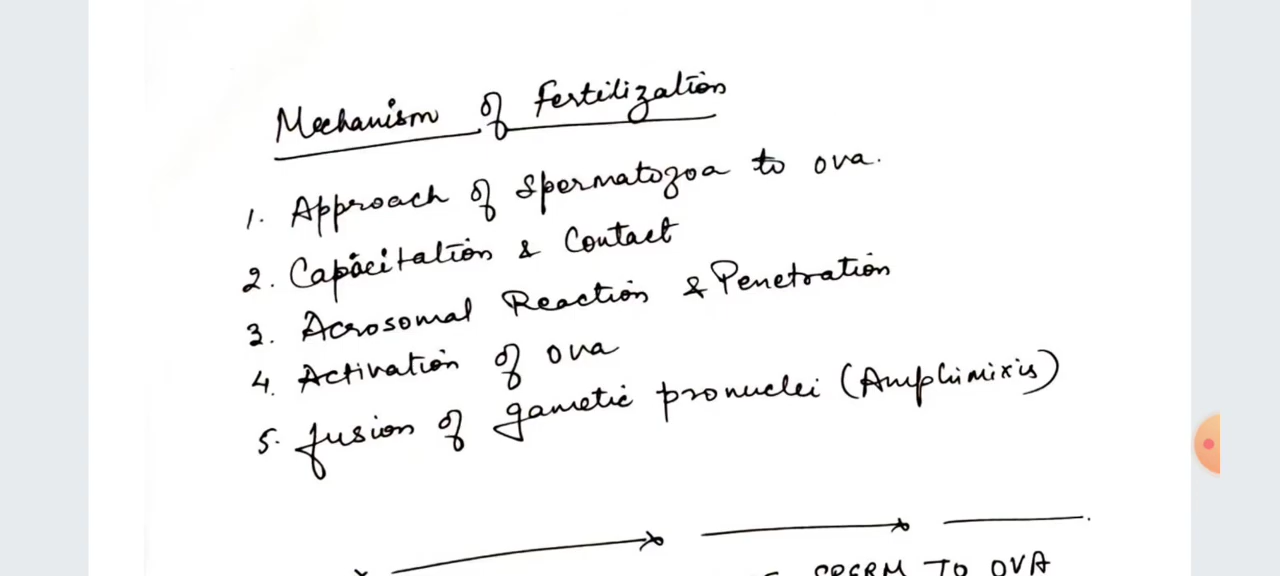 Mechanism of Fertilization
1. Approach of Spermatozoa to ova.
2. Capacitation & Contact
3. Acrosomal Reaction & Penetration
4. Activation of ova
5. fusion of gametic pronuclei (Amphimixis)
SPERM TO OVA